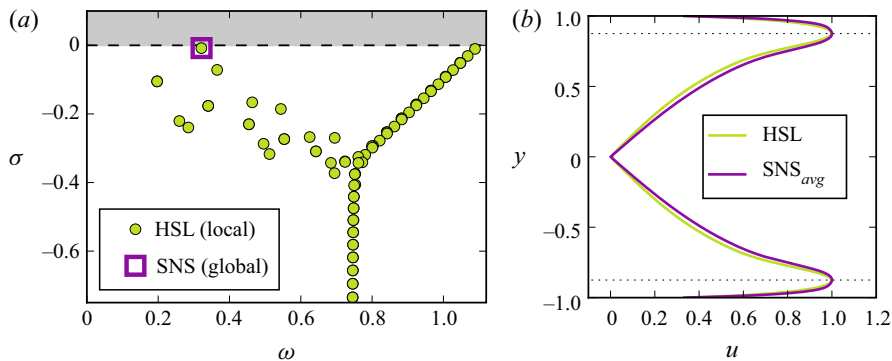 (a)
0
−0.2
−0.4
−0.6
σ
HSL (local)
SNS (global)
0 0.2 0.4 0.6 0.8 1.0
ω
(b)
1.0
0.5
0
−0.5
−1.0
y
HSL
SNSavg
0 0.2 0.4 0.6 0.8 1.0 1.2
u